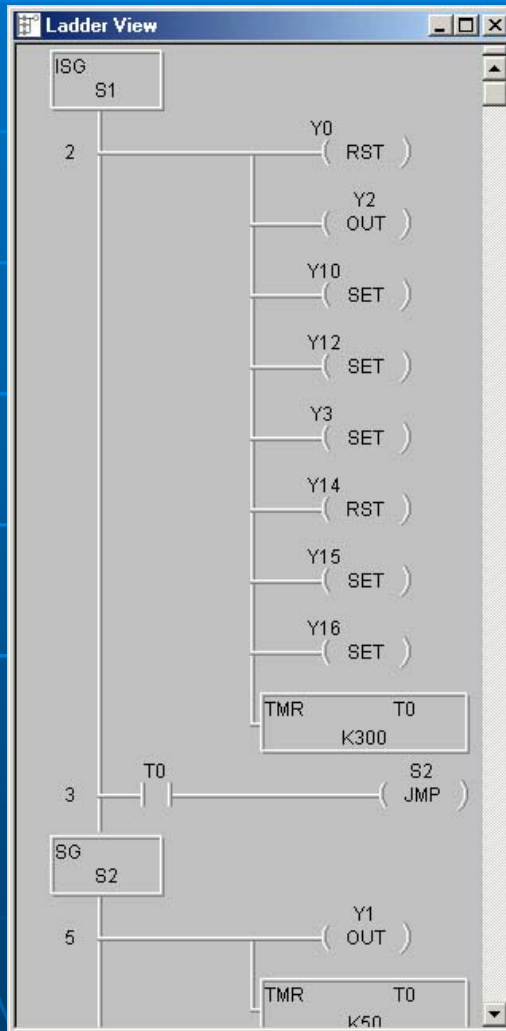 Ladder View
ISG
S1
Y0
2 ( RST )
Y2
( OUT )
Y10
( SET )
Y12
( SET )
Y3
( SET )
Y14
( RST )
Y15
( SET )
Y16
( SET )
TMR T0
K300
T0 S2
3 ( JMP )
SG
S2
Y1
5 ( OUT )
TMR T0
K50